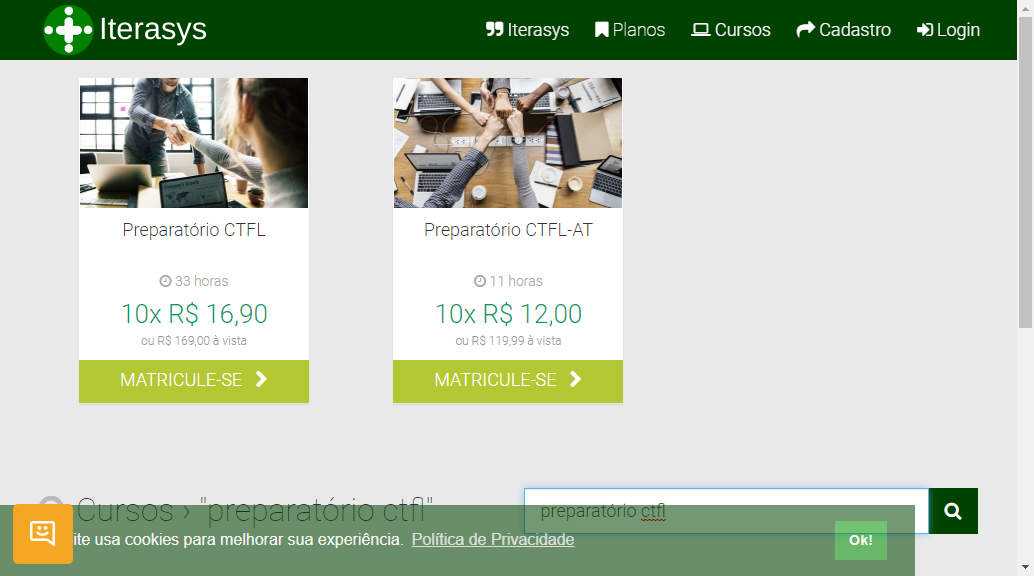 Iterasys
Iterasys Planos Cursos Cadastro Login
Preparatório CTFL
33 horas
10x R$ 16,90
ou R$ 169,00 à vista
MATRICULE-SE
Preparatório CTFL-AT
11 horas
10x R$ 12,00
ou R$ 119,99 à vista
MATRICULE-SE
Cursos › "preparatório ctfl"
preparatório ctfl
ite usa cookies para melhorar sua experiência. Política de Privacidade
Ok!